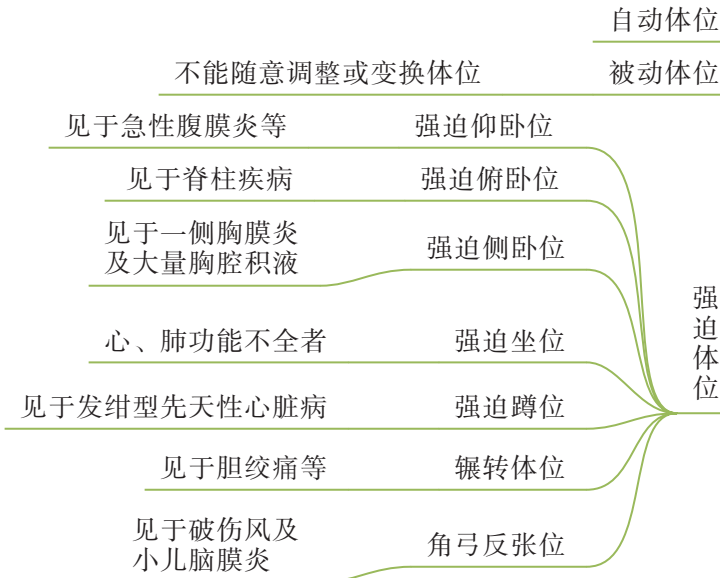 自动体位
不能随意调整或变换体位
被动体位
见于急性腹膜炎等
强迫仰卧位
见于脊柱疾病
强迫俯卧位
见于一侧胸膜炎
及大量胸腔积液
强迫侧卧位
强迫体位
心、肺功能不全者
强迫坐位
见于发绀型先天性心脏病
强迫蹲位
见于胆绞痛等
辗转体位
见于破伤风及
小儿脑膜炎
角弓反张位